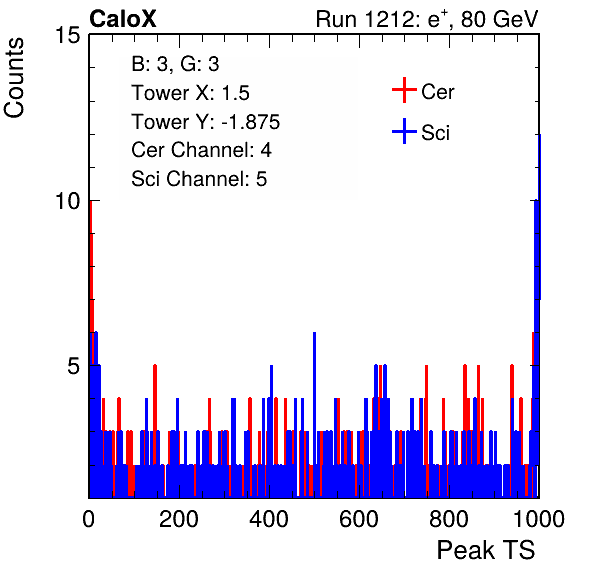 CaloX Run 1212: e⁺, 80 GeV
Counts
15
10
5
B: 3, G: 3
Tower X: 1.5
Tower Y: -1.875
Cer Channel: 4
Sci Channel: 5
Cer
Sci
0 200 400 600 800 1000
Peak TS